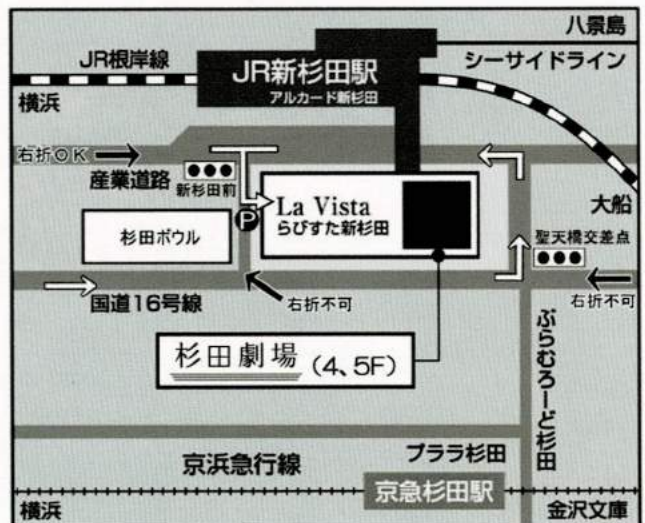 八景島
JR根岸線
JR新杉田駅
シーサイドライン
アルカード新杉田
横浜
右折OK
産業道路
新杉田前
大船
La Vista
らびすた新杉田
P
杉田ボウル
聖天橋交差点
国道16号線
右折不可
右折不可
杉田劇場 (4、5F)
ぷらむろーど杉田
京浜急行線
プララ杉田
京急杉田駅
横浜
金沢文庫